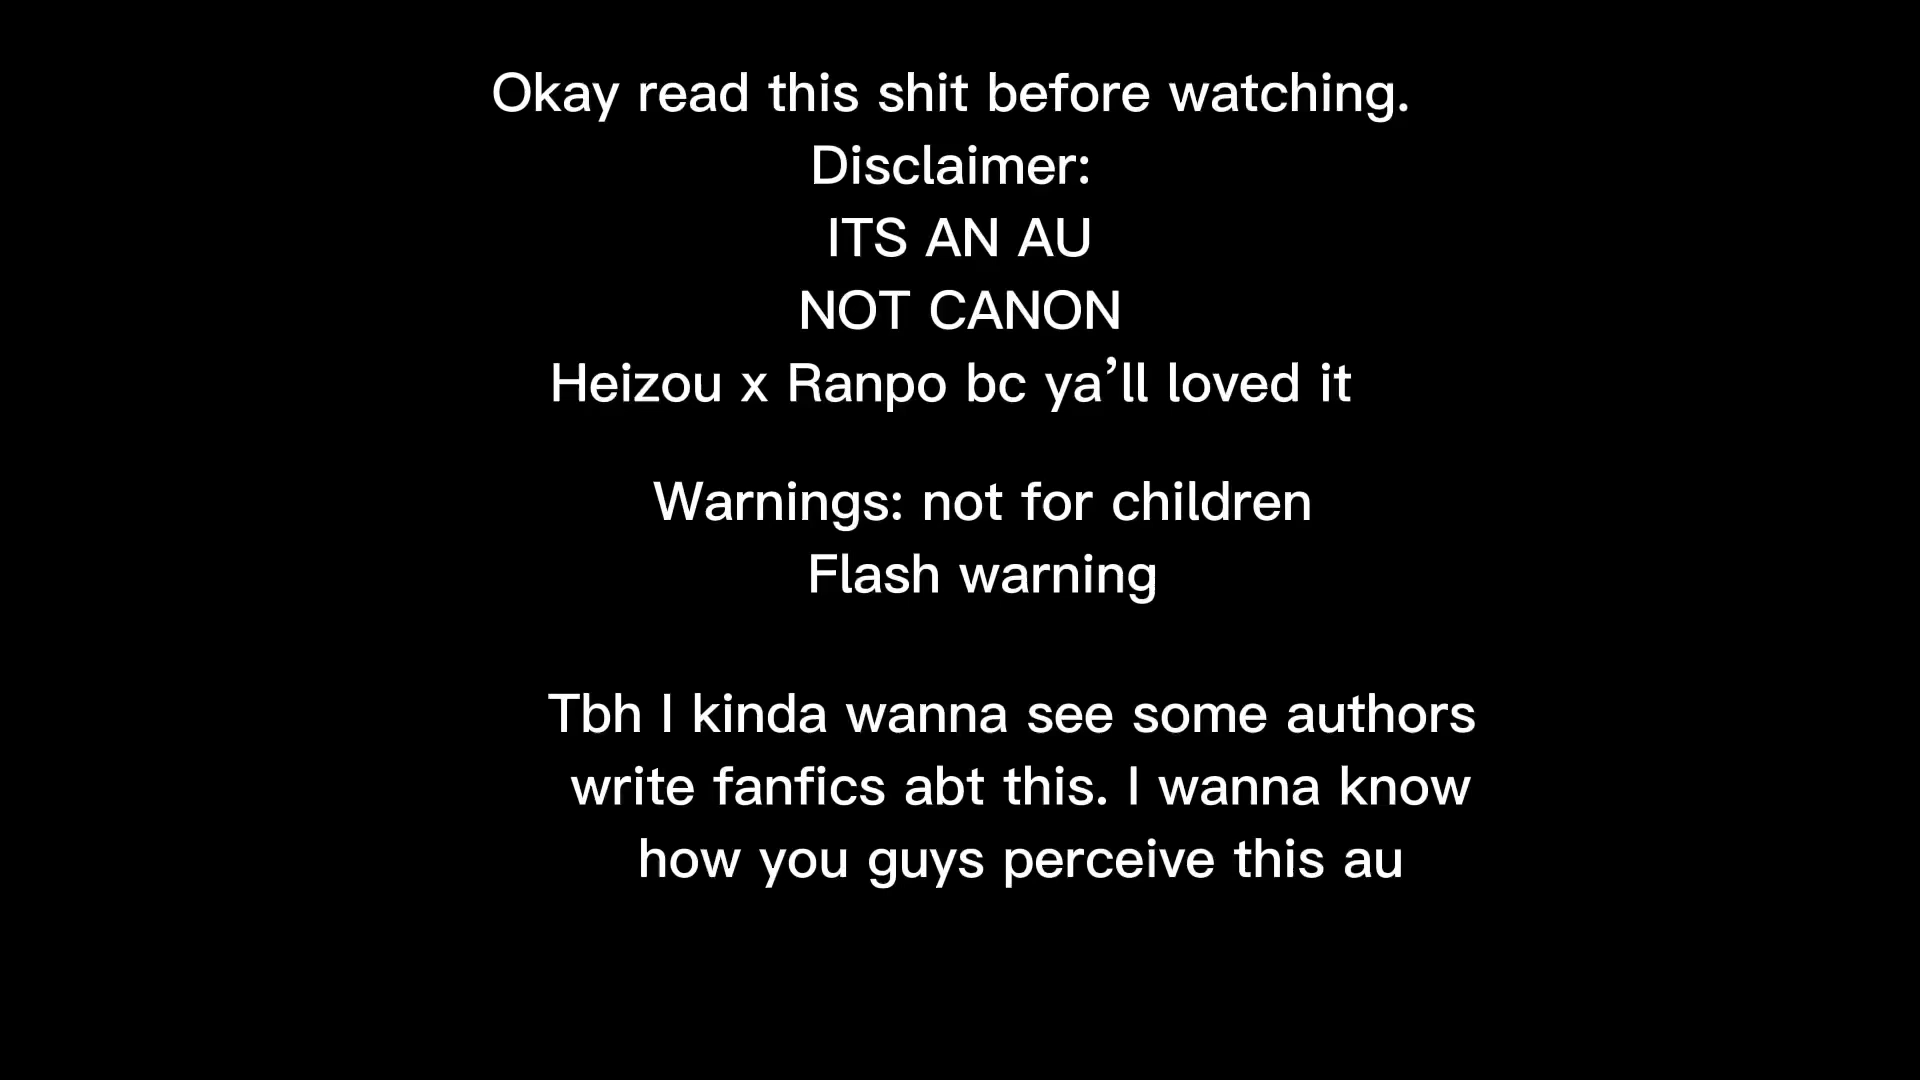 Okay read this shit before watching.
Disclaimer:
ITS AN AU
NOT CANON
Heizou x Ranpo bc ya’ll loved it
Warnings: not for children
Flash warning
Tbh I kinda wanna see some authors
write fanfics abt this. I wanna know
how you guys perceive this au